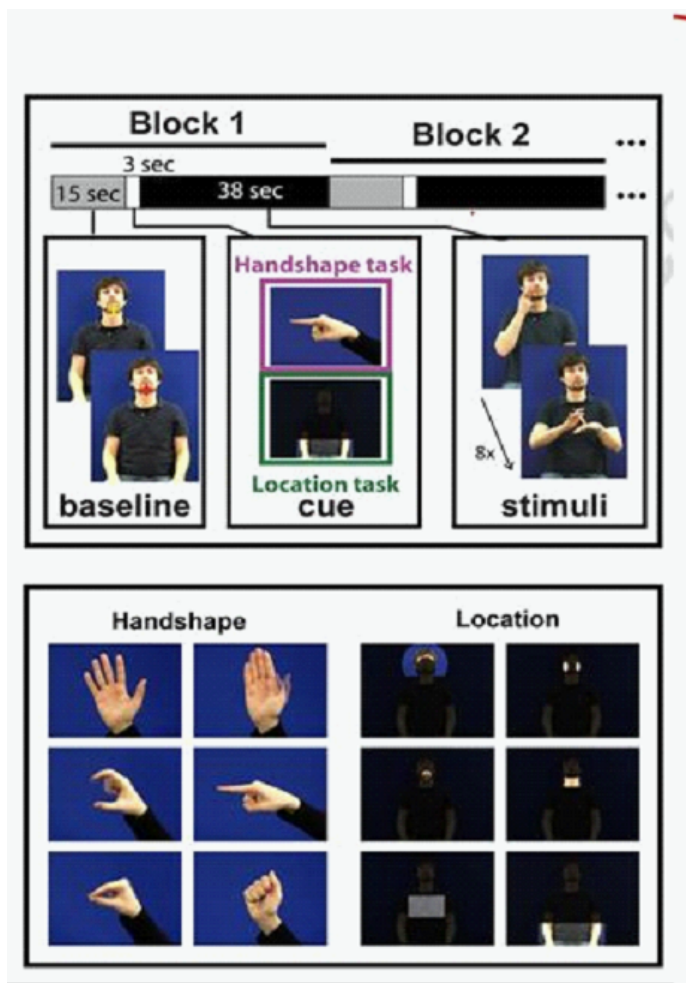 Block 1
Block 2
...
3 sec
15 sec
38 sec
...
Handshape task
Location task
8x
baseline
cue
stimuli
Handshape
Location